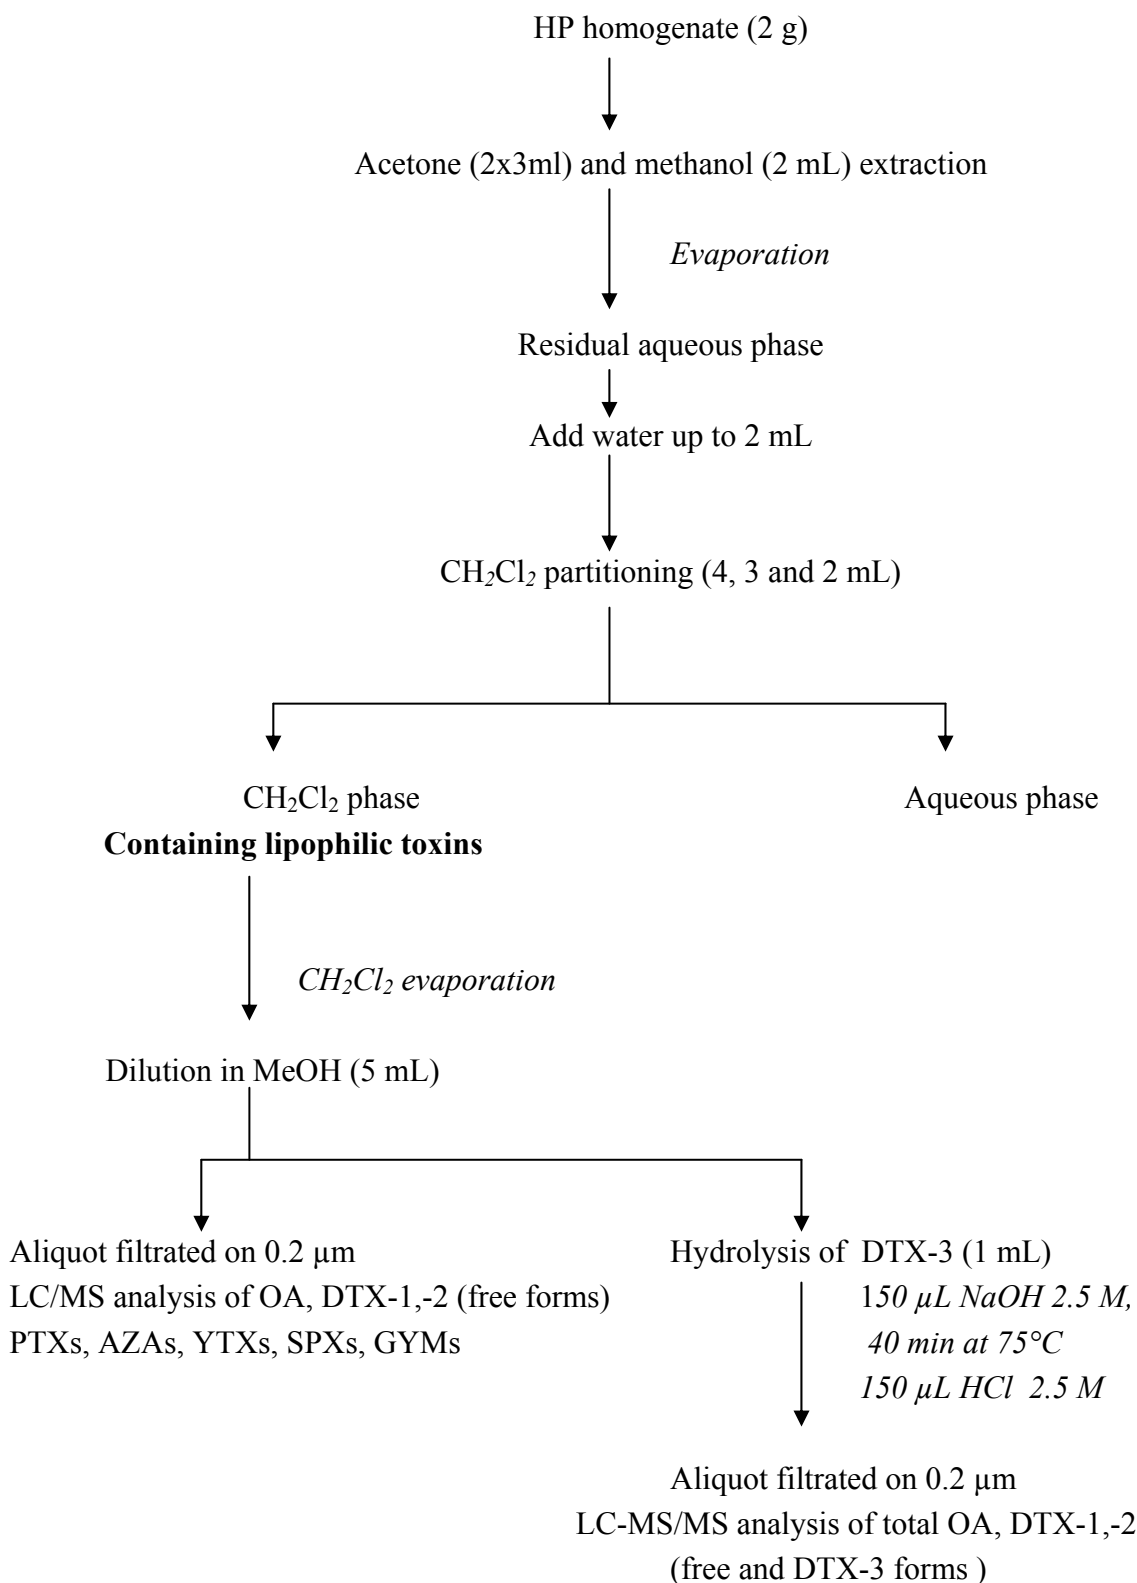 HP homogenate (2 g)
Acetone (2x3ml) and methanol (2 mL) extraction
Evaporation
Residual aqueous phase
Add water up to 2 mL
CH₂Cl₂ partitioning (4, 3 and 2 mL)
CH₂Cl₂ phase
Aqueous phase
Containing lipophilic toxins
CH₂Cl₂ evaporation
Dilution in MeOH (5 mL)
Aliquot filtrated on 0.2 µm
LC/MS analysis of OA, DTX-1,-2 (free forms)
PTXs, AZAs, YTXs, SPXs, GYMs
Hydrolysis of DTX-3 (1 mL)
150 µL NaOH 2.5 M,
40 min at 75°C
150 µL HCl 2.5 M
Aliquot filtrated on 0.2 µm
LC-MS/MS analysis of total OA, DTX-1,-2
(free and DTX-3 forms )